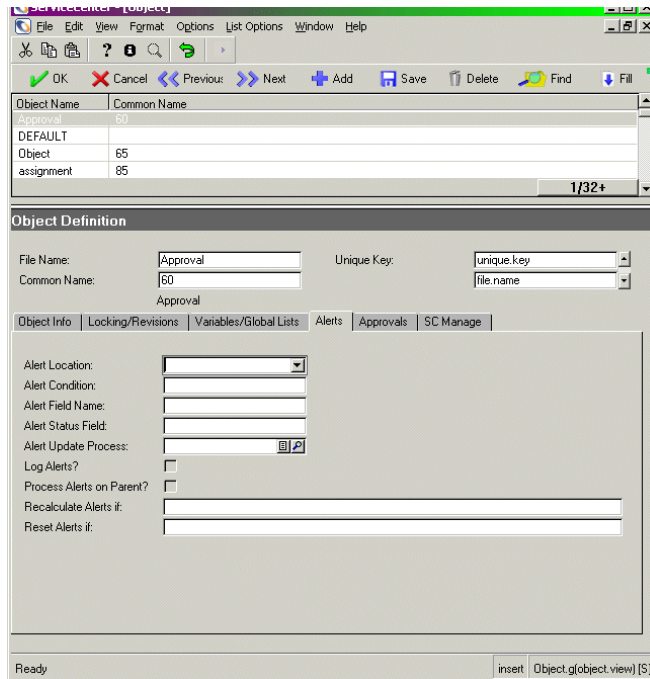 ServiceCenter - [Object]
File Edit View Format Options List Options Window Help
OK Cancel Previous Next Add Save Delete Find Fill
Object Name Common Name
Approval 60
DEFAULT
Object 65
assignment 85
1/32+
Object Definition
File Name: Approval Unique Key: unique.key
Common Name: 60 file.name
Approval
Object Info Locking/Revisions Variables/Global Lists Alerts Approvals SC Manage
Alert Location:
Alert Condition:
Alert Field Name:
Alert Status Field:
Alert Update Process:
Log Alerts?
Process Alerts on Parent?
Recalculate Alerts if:
Reset Alerts if:
Ready insert Object.g(object.view) [S]